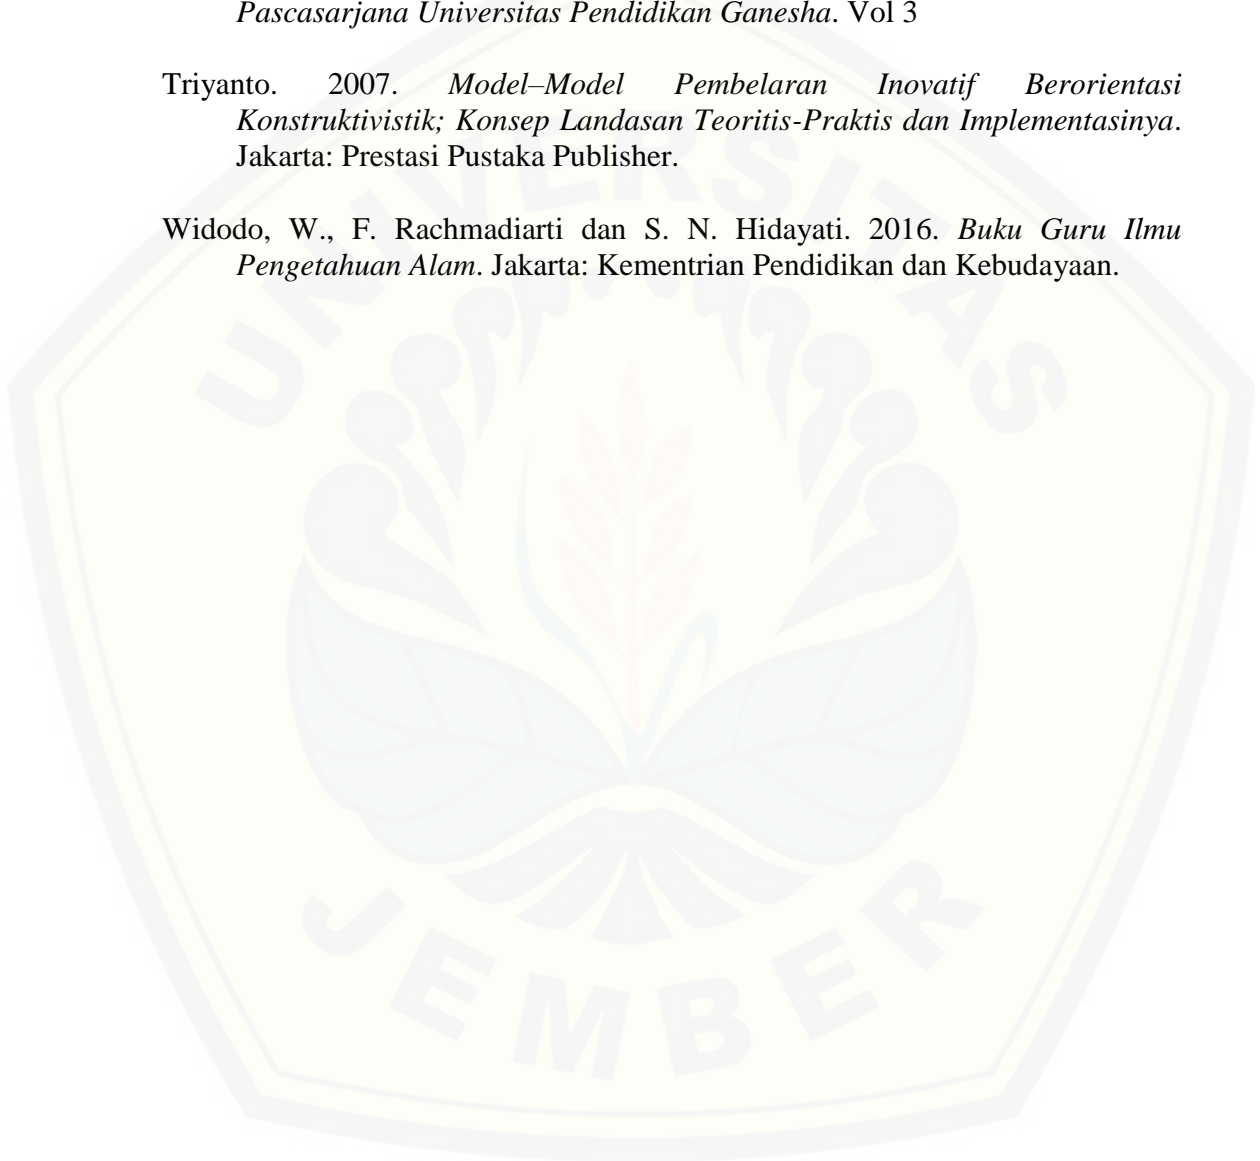 Pascasarjana Universitas Pendidikan Ganesha. Vol 3
Triyanto. 2007. Model–Model Pembelaran Inovatif Berorientasi
Konstruktivistik; Konsep Landasan Teoritis-Praktis dan Implementasinya.
Jakarta: Prestasi Pustaka Publisher.
Widodo, W., F. Rachmadiarti dan S. N. Hidayati. 2016. Buku Guru Ilmu
Pengetahuan Alam. Jakarta: Kementrian Pendidikan dan Kebudayaan.
UNIVERSITAS
JEMBER